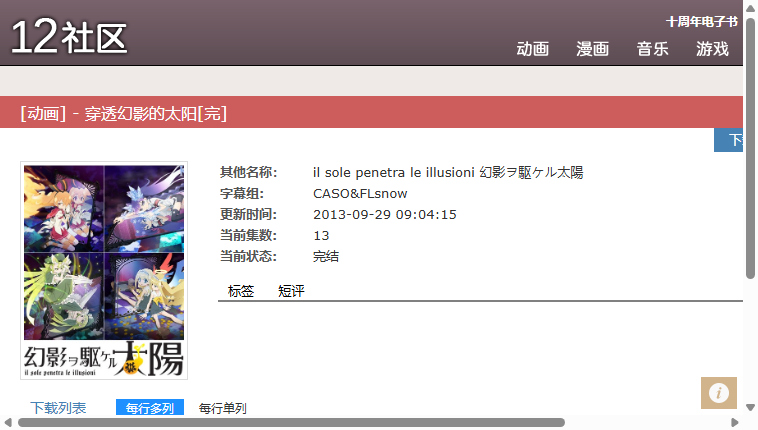 12社区
十周年电子书
动画 漫画 音乐 游戏
[动画] - 穿透幻影的太阳[完]
其他名称: il sole penetra le illusioni 幻影ヲ駆ケル太陽
字幕组: CASO&FLsnow
更新时间: 2013-09-29 09:04:15
当前集数: 13
当前状态: 完结
标签 短评
幻影ヲ駆ケル太陽
il sole penetra le illusioni
下载列表 每行多列 每行单列